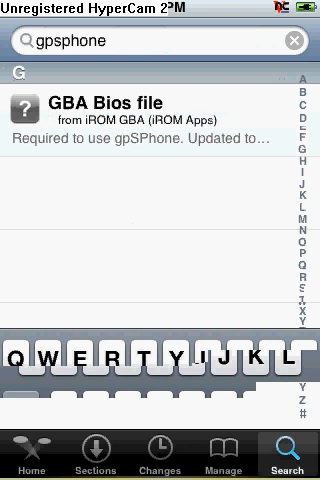 Unregistered HyperCam 2 PM
gpsphone
G
GBA Bios file
from iROM GBA (iROM Apps)
Required to use gpSPhone. Updated to…
A
B
C
D
E
F
G
H
I
J
K
L
M
N
O
P
Q
R
S
T
X
Y
Q W E R T Y J K L
Y
Z
#
Home Sections Changes Manage Search